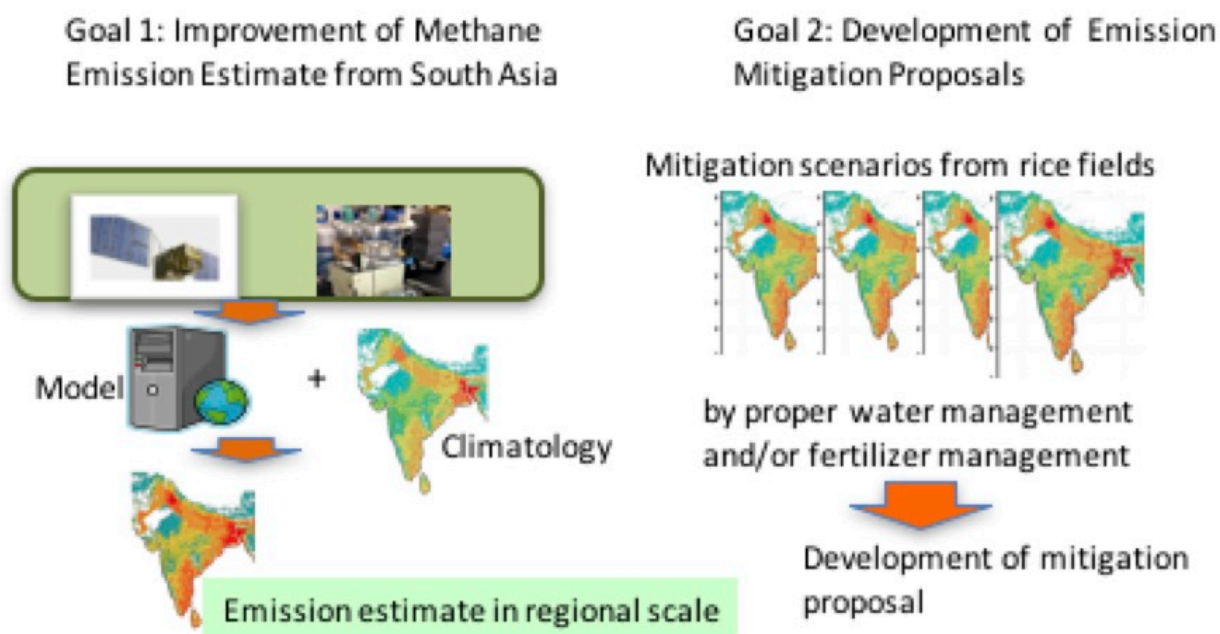 Goal 1: Improvement of Methane
Emission Estimate from South Asia
Model
+
Climatology
Emission estimate in regional scale
Goal 2: Development of Emission
Mitigation Proposals
Mitigation scenarios from rice fields
by proper water management
and/or fertilizer management
Development of mitigation
proposal